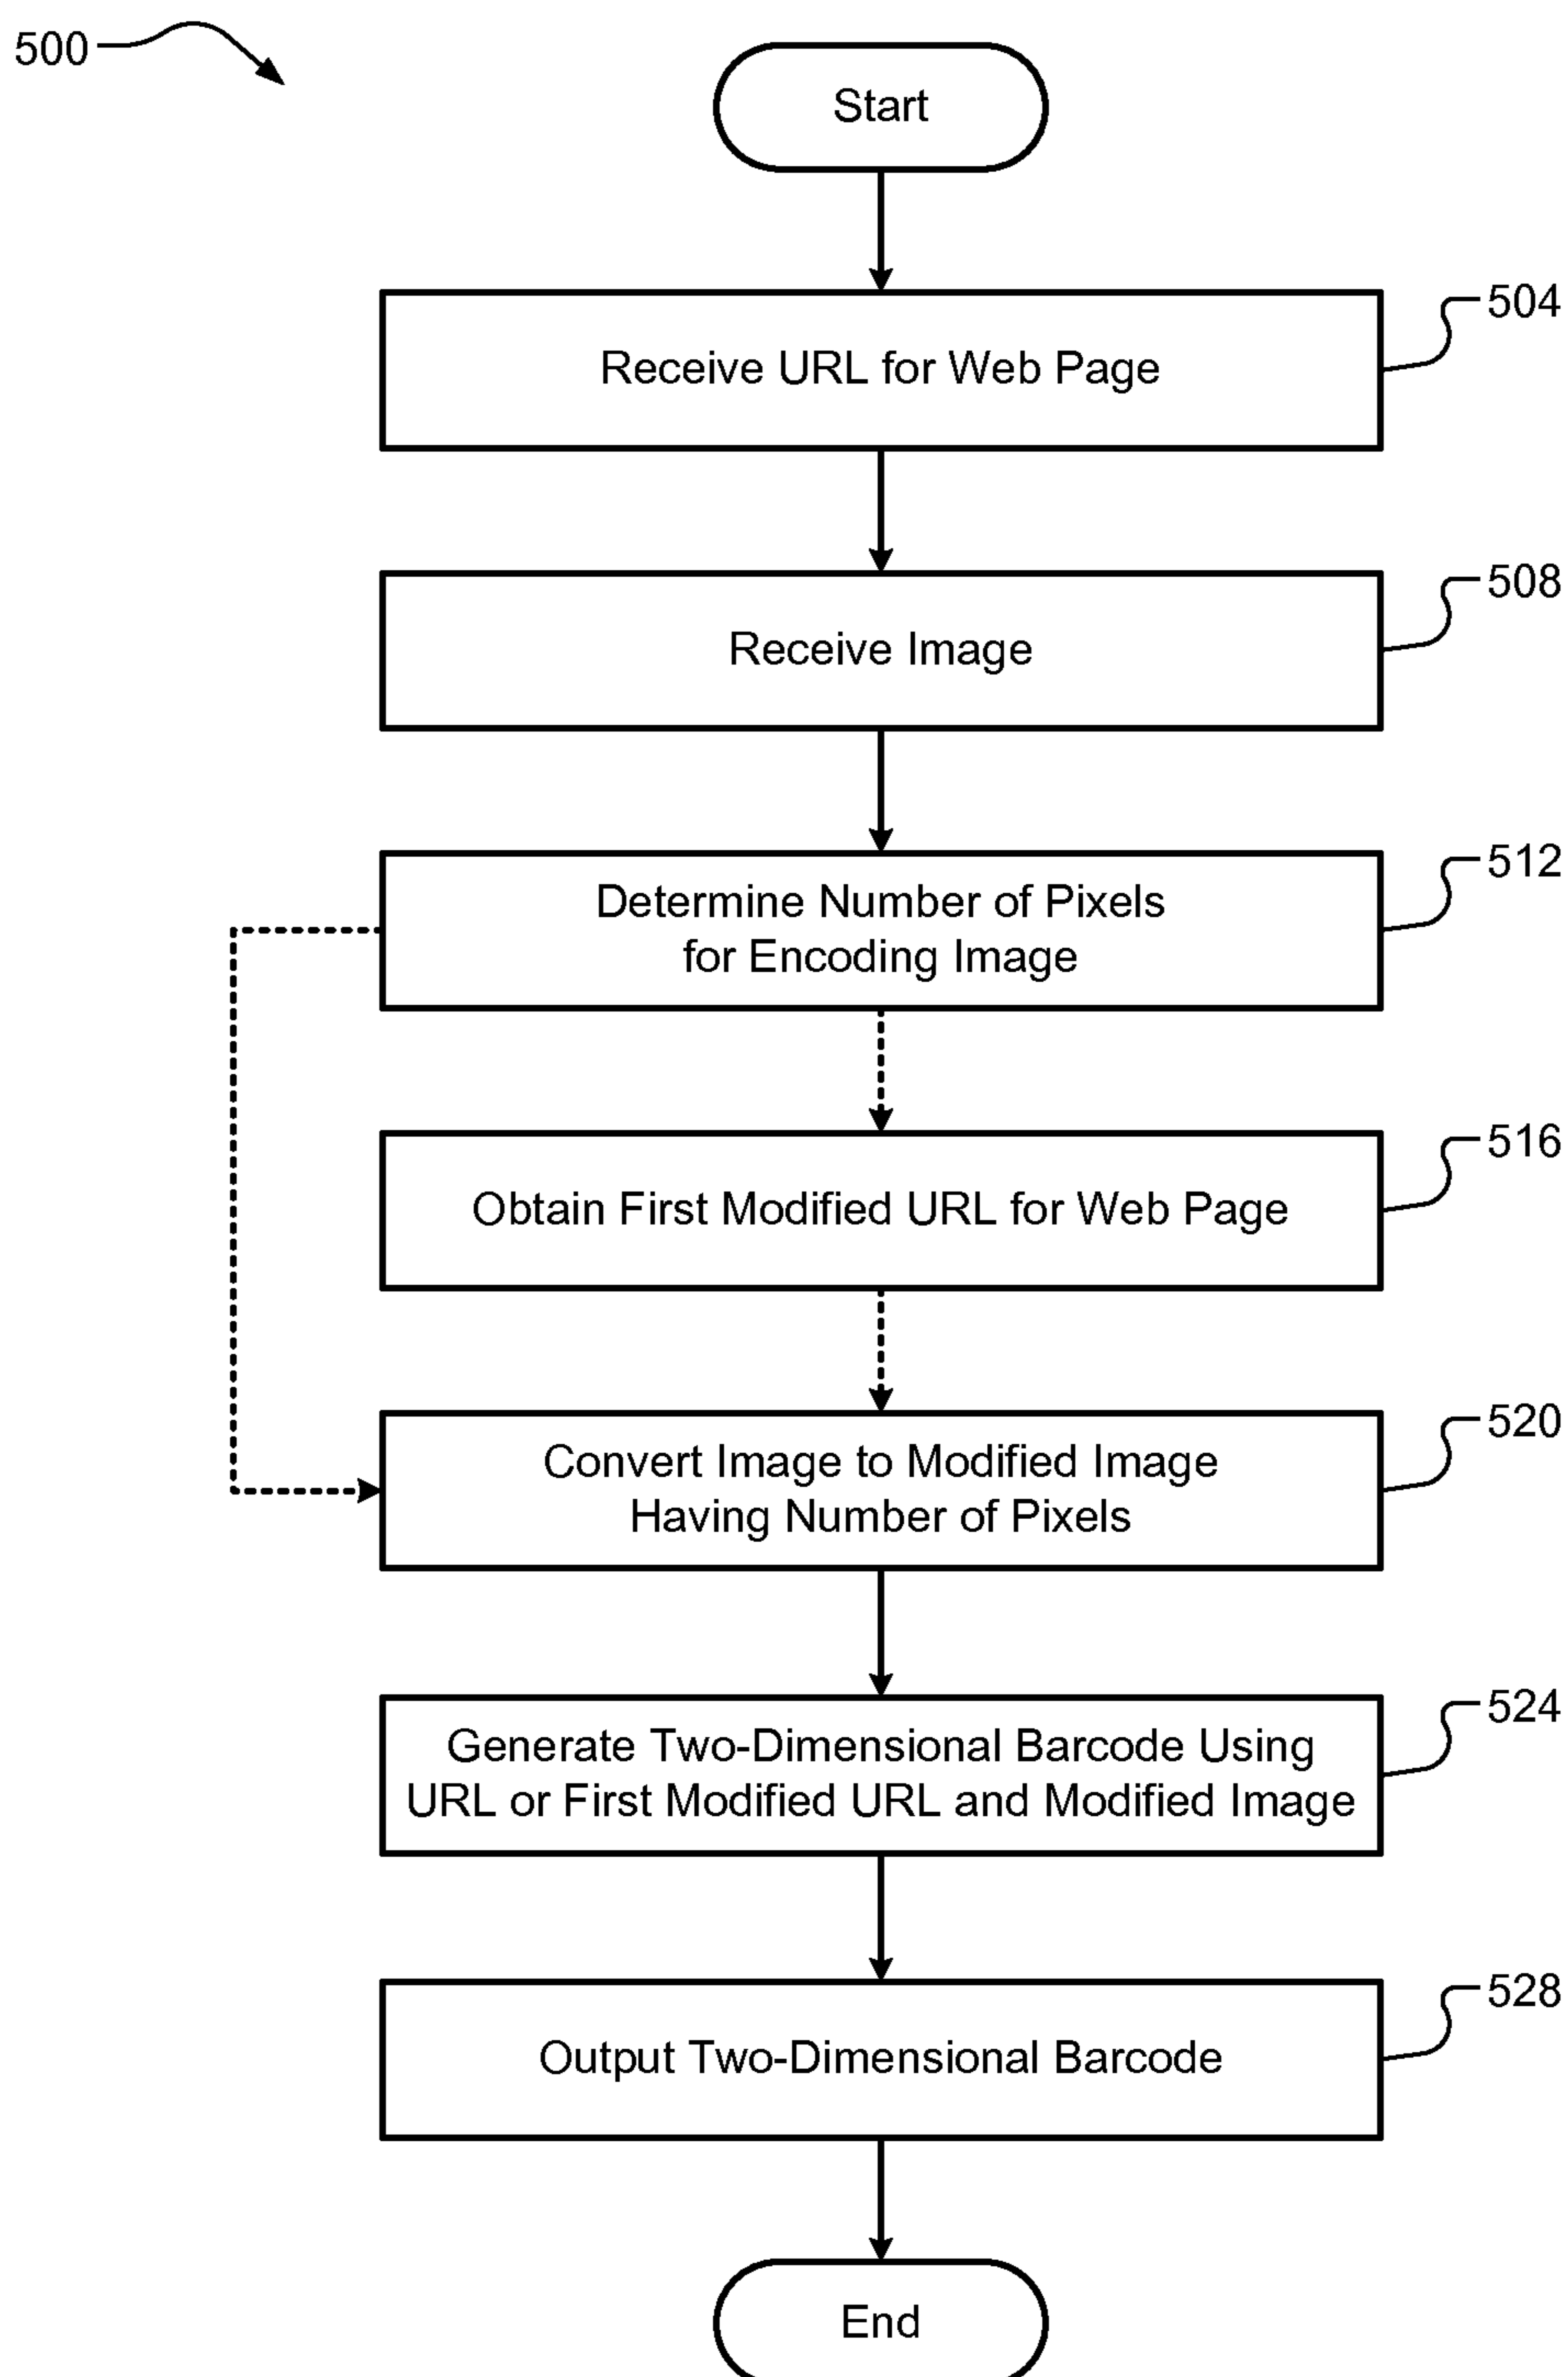 500
Start
504
Receive URL for Web Page
508
Receive Image
512
Determine Number of Pixels
for Encoding Image
516
Obtain First Modified URL for Web Page
520
Convert Image to Modified Image
Having Number of Pixels
524
Generate Two-Dimensional Barcode Using
URL or First Modified URL and Modified Image
528
Output Two-Dimensional Barcode
End